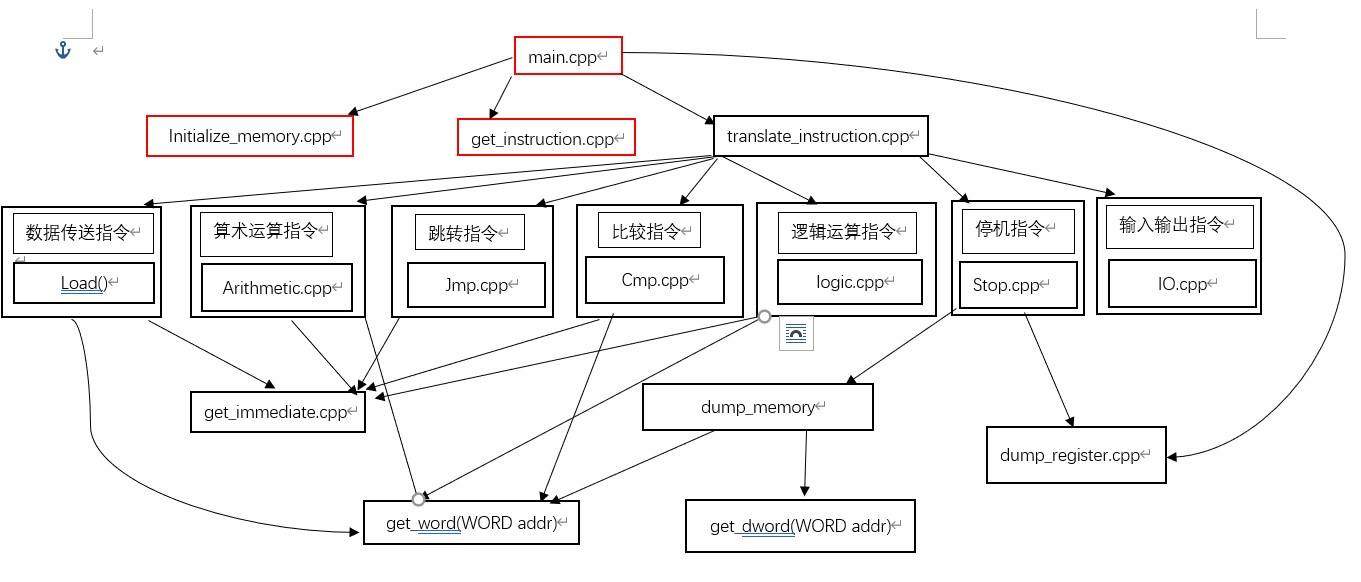 main.cpp
Initialize_memory.cpp
get_instruction.cpp
translate_instruction.cpp
数据传送指令
算术运算指令
跳转指令
比较指令
逻辑运算指令
停机指令
输入输出指令
Load()
Arithmetic.cpp
Jmp.cpp
Cmp.cpp
logic.cpp
Stop.cpp
IO.cpp
get_immediate.cpp
dump_memory
dump_register.cpp
get_word(WORD addr)
get_dword(WORD addr)